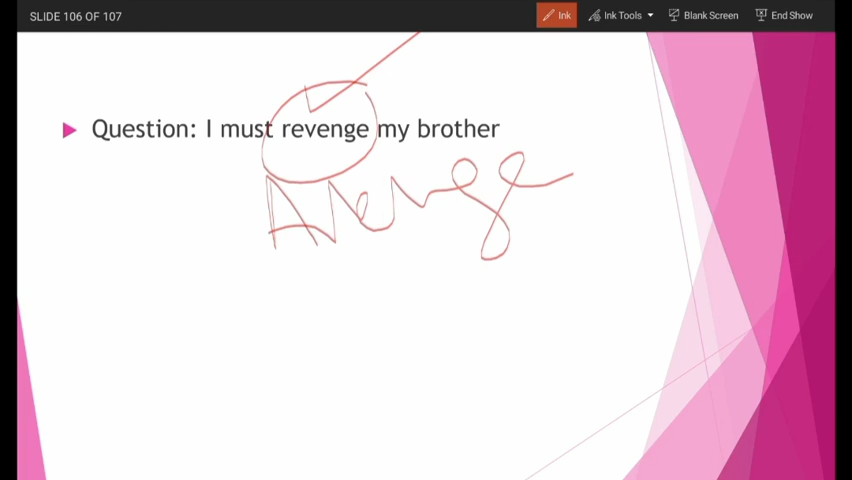 SLIDE 106 OF 107
Ink Ink Tools Blank Screen End Show
Question: I must revenge my brother
Avenge